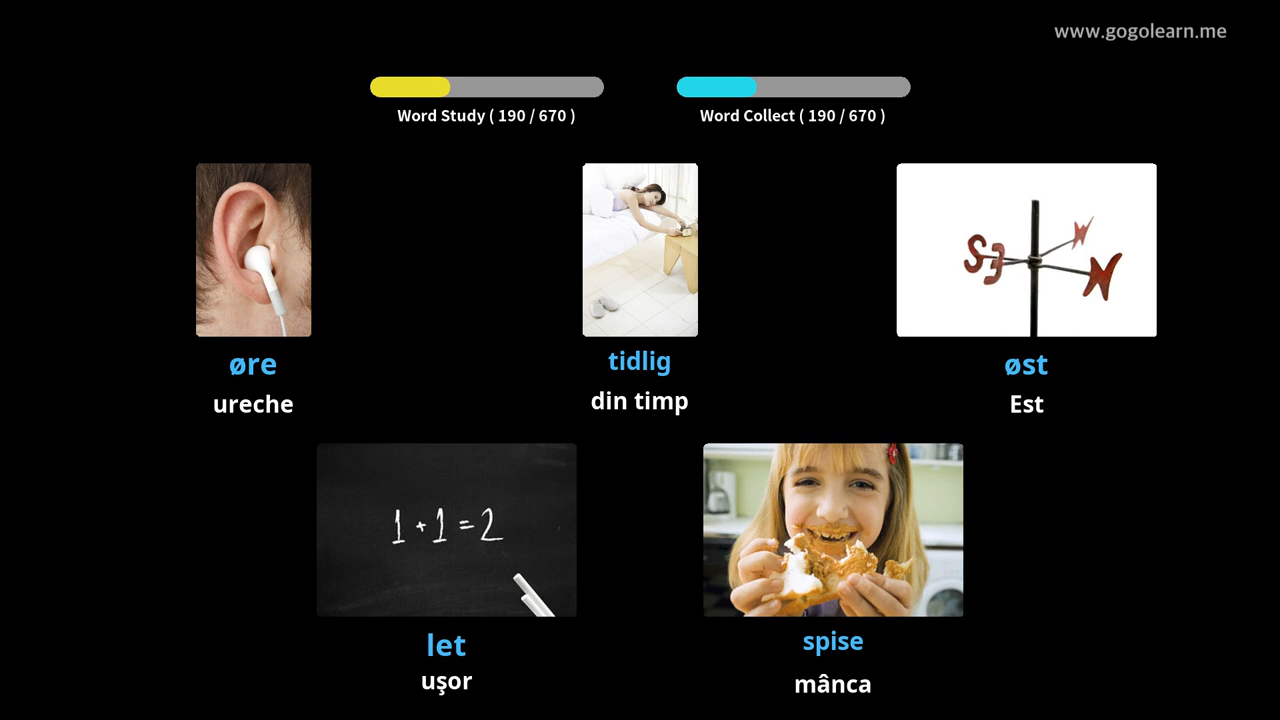 www.gogolearn.me
Word Study ( 190 / 670 )
Word Collect ( 190 / 670 )
øre
ureche
tidlig
din timp
øst
Est
S E N
1 + 1 = 2
let
uşor
spise
mânca